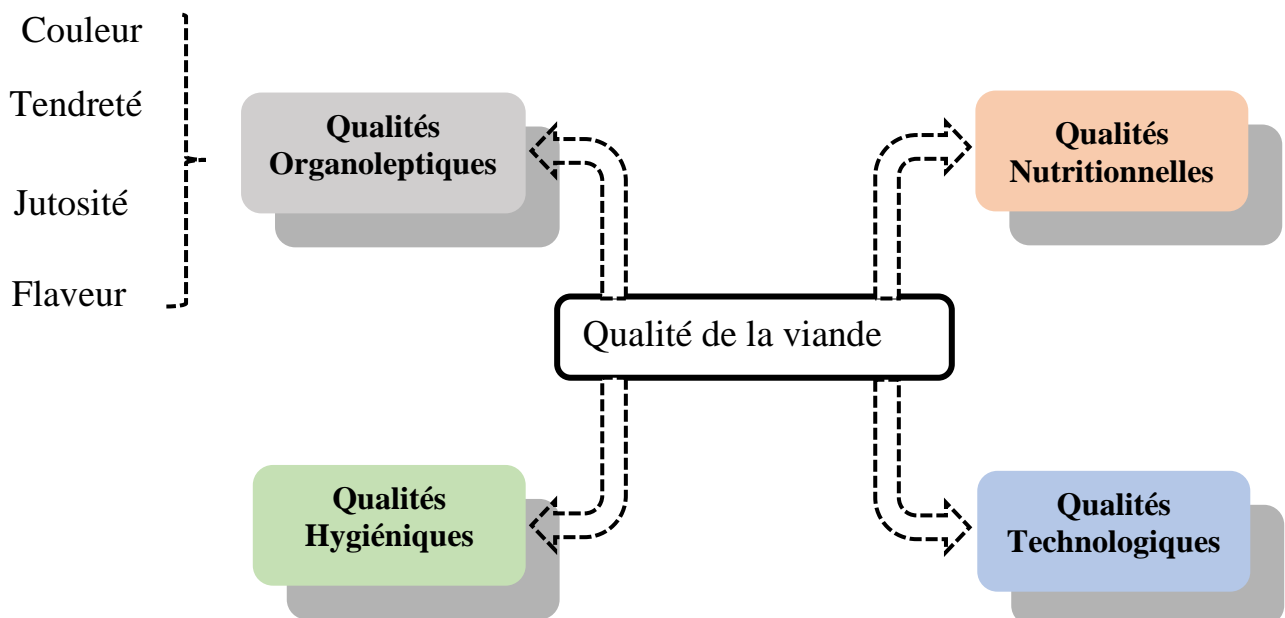 Couleur
Tendreté
Jutosité
Flaveur
Qualités
Organoleptiques
Qualités
Nutritionnelles
Qualité de la viande
Qualités
Hygiéniques
Qualités
Technologiques